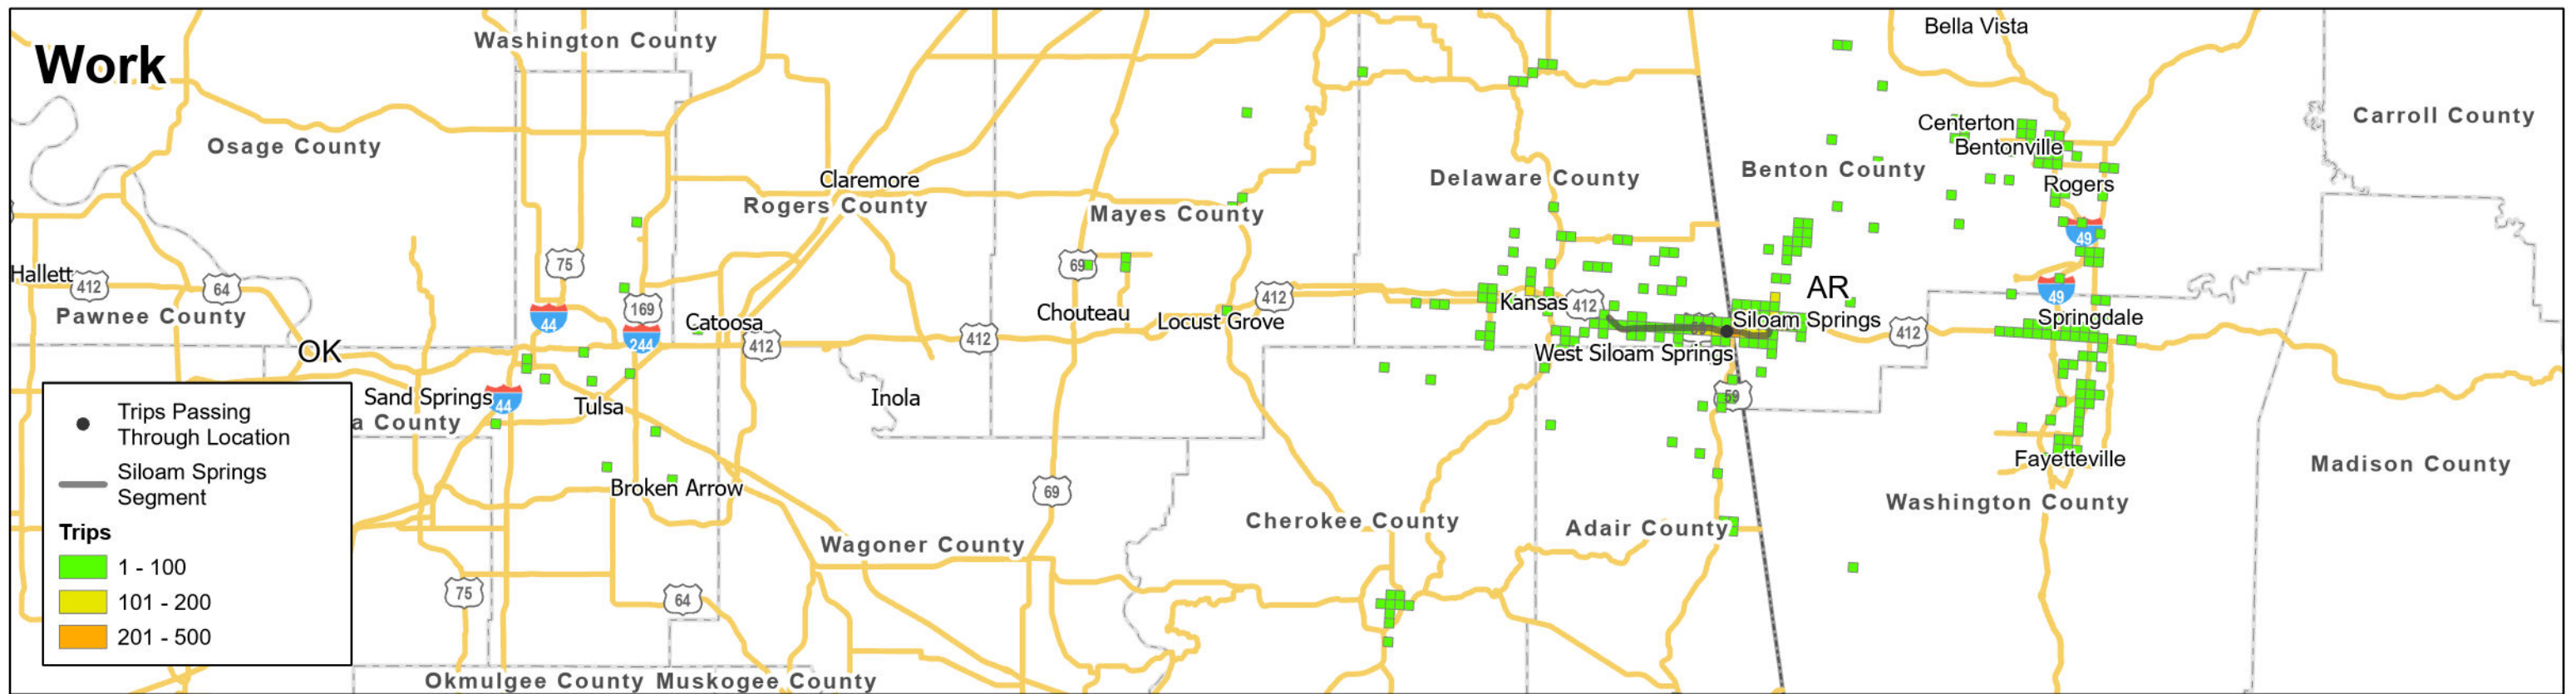 Work
Washington County
Bella Vista
Osage County
Centerton
Bentonville
Carroll County
Claremore
Rogers County
Mayes County
Delaware County
Benton County
Rogers
49
Hallett
412
64
75
69
Pawnee County
44
169
244
Catoosa
412
412
Chouteau
Locust Grove
412
Kansas
412
AR
Siloam Springs
412
49
Springdale
OK
West Siloam Springs
Sand Springs
44
Tulsa
Inola
59
a County
Trips Passing
Through Location
Siloam Springs
Segment
Trips
1 - 100
101 - 200
201 - 500
Broken Arrow
69
Fayetteville
Madison County
Washington County
Cherokee County
Adair County
Wagoner County
75
64
Okmulgee County
Muskogee County